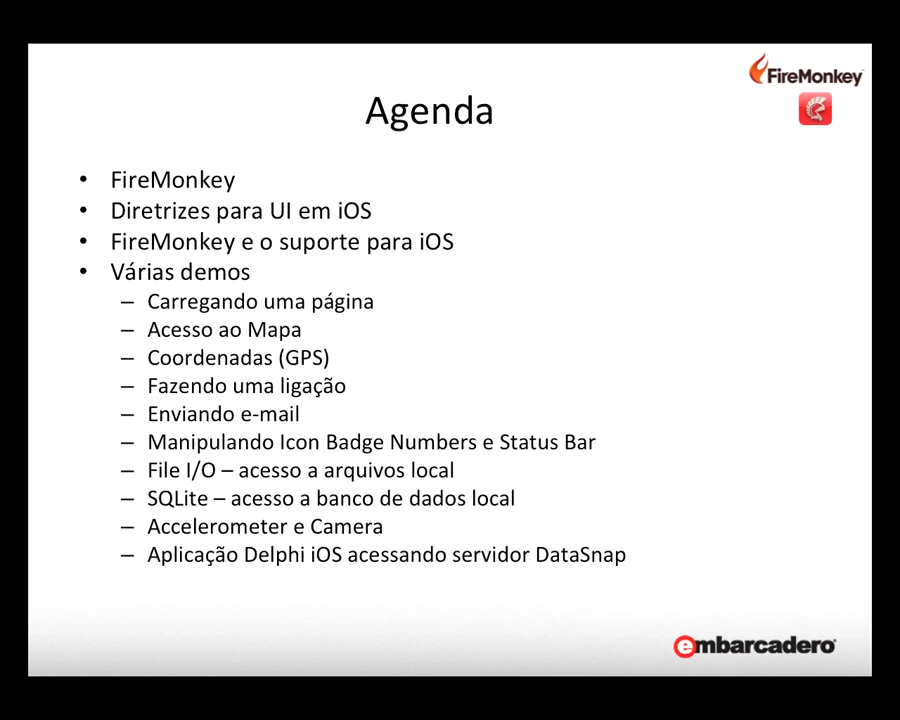 FireMonkey
Agenda
• FireMonkey
• Diretrizes para UI em iOS
• FireMonkey e o suporte para iOS
• Várias demos
– Carregando uma página
– Acesso ao Mapa
– Coordenadas (GPS)
– Fazendo uma ligação
– Enviando e-mail
– Manipulando Icon Badge Numbers e Status Bar
– File I/O – acesso a arquivos local
– SQLite – acesso a banco de dados local
– Accelerometer e Camera
– Aplicação Delphi iOS acessando servidor DataSnap
embarcadero